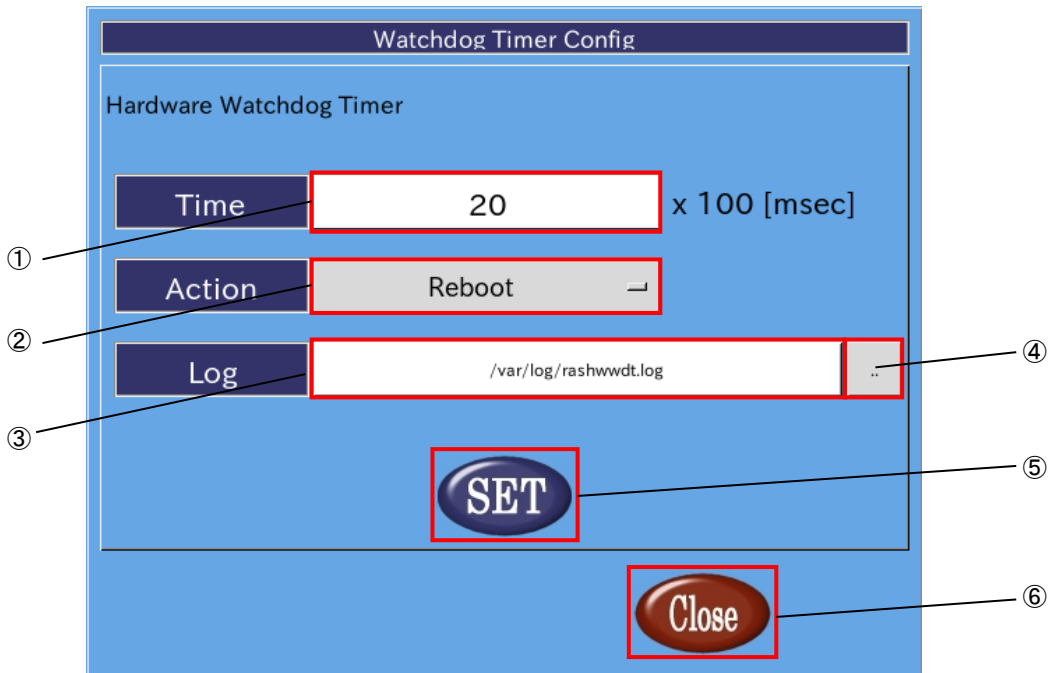 Watchdog Timer Config
Hardware Watchdog Timer
Time 20 x 100 [msec]
①
Action Reboot
②
Log /var/log/rashwwdt.log ..
④
③
SET
⑤
Close
⑥